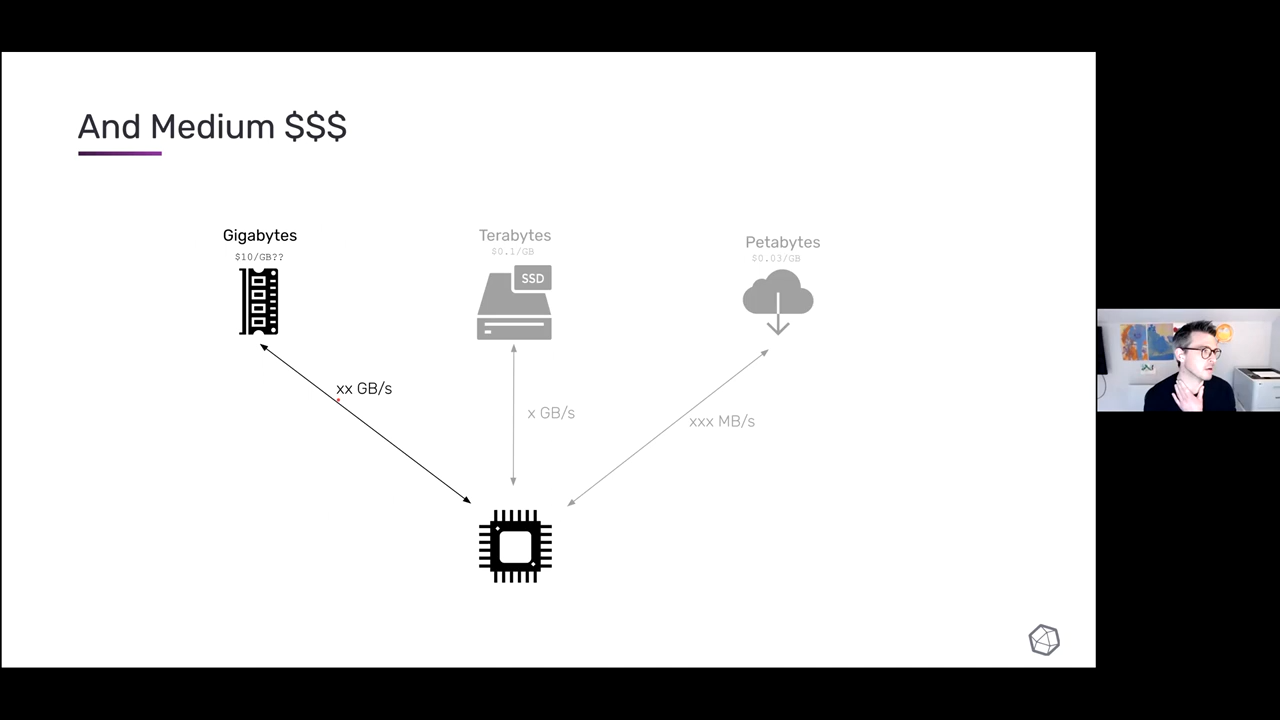 And Medium $$$
Gigabytes
$10/GB??
Terabytes
$0.1/GB
SSD
Petabytes
$0.03/GB
xx GB/s
x GB/s
xxx MB/s